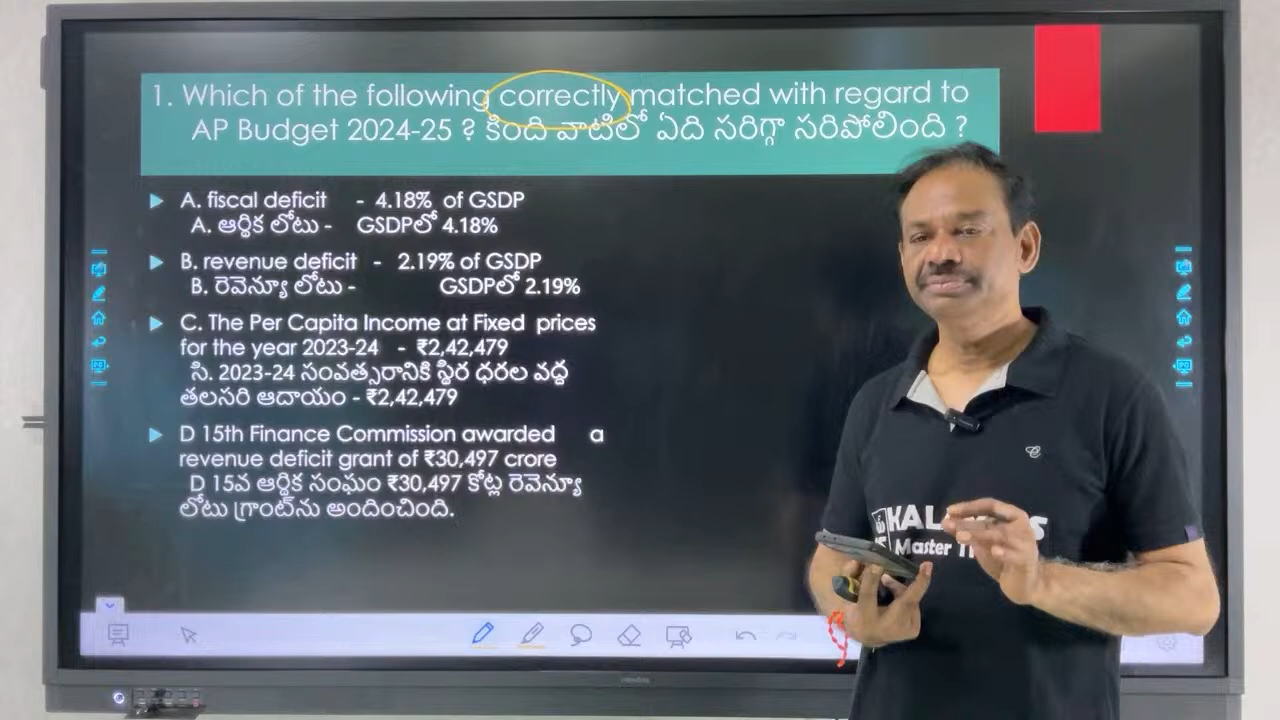 1. Which of the following correctly matched with regard to
AP Budget 2024-25 ? కింది వాటిలో ఏది సరిగ్గా సరిపోలింది ?
A. fiscal deficit - 4.18% of GSDP
A. ఆర్థిక లోటు - GSDPలో 4.18%
B. revenue deficit - 2.19% of GSDP
B. రెవెన్యూ లోటు - GSDPలో 2.19%
C. The Per Capita Income at Fixed prices
for the year 2023-24 - ₹2,42,479
సి. 2023-24 సంవత్సరానికి స్థిర ధరల వద్ద
తలసరి ఆదాయం - ₹2,42,479
D 15th Finance Commission awarded a
revenue deficit grant of ₹30,497 crore
D 15వ ఆర్థిక సంఘం ₹30,497 కోట్ల రెవెన్యూ
లోటు గ్రాంట్‌ను అందించింది.
Master